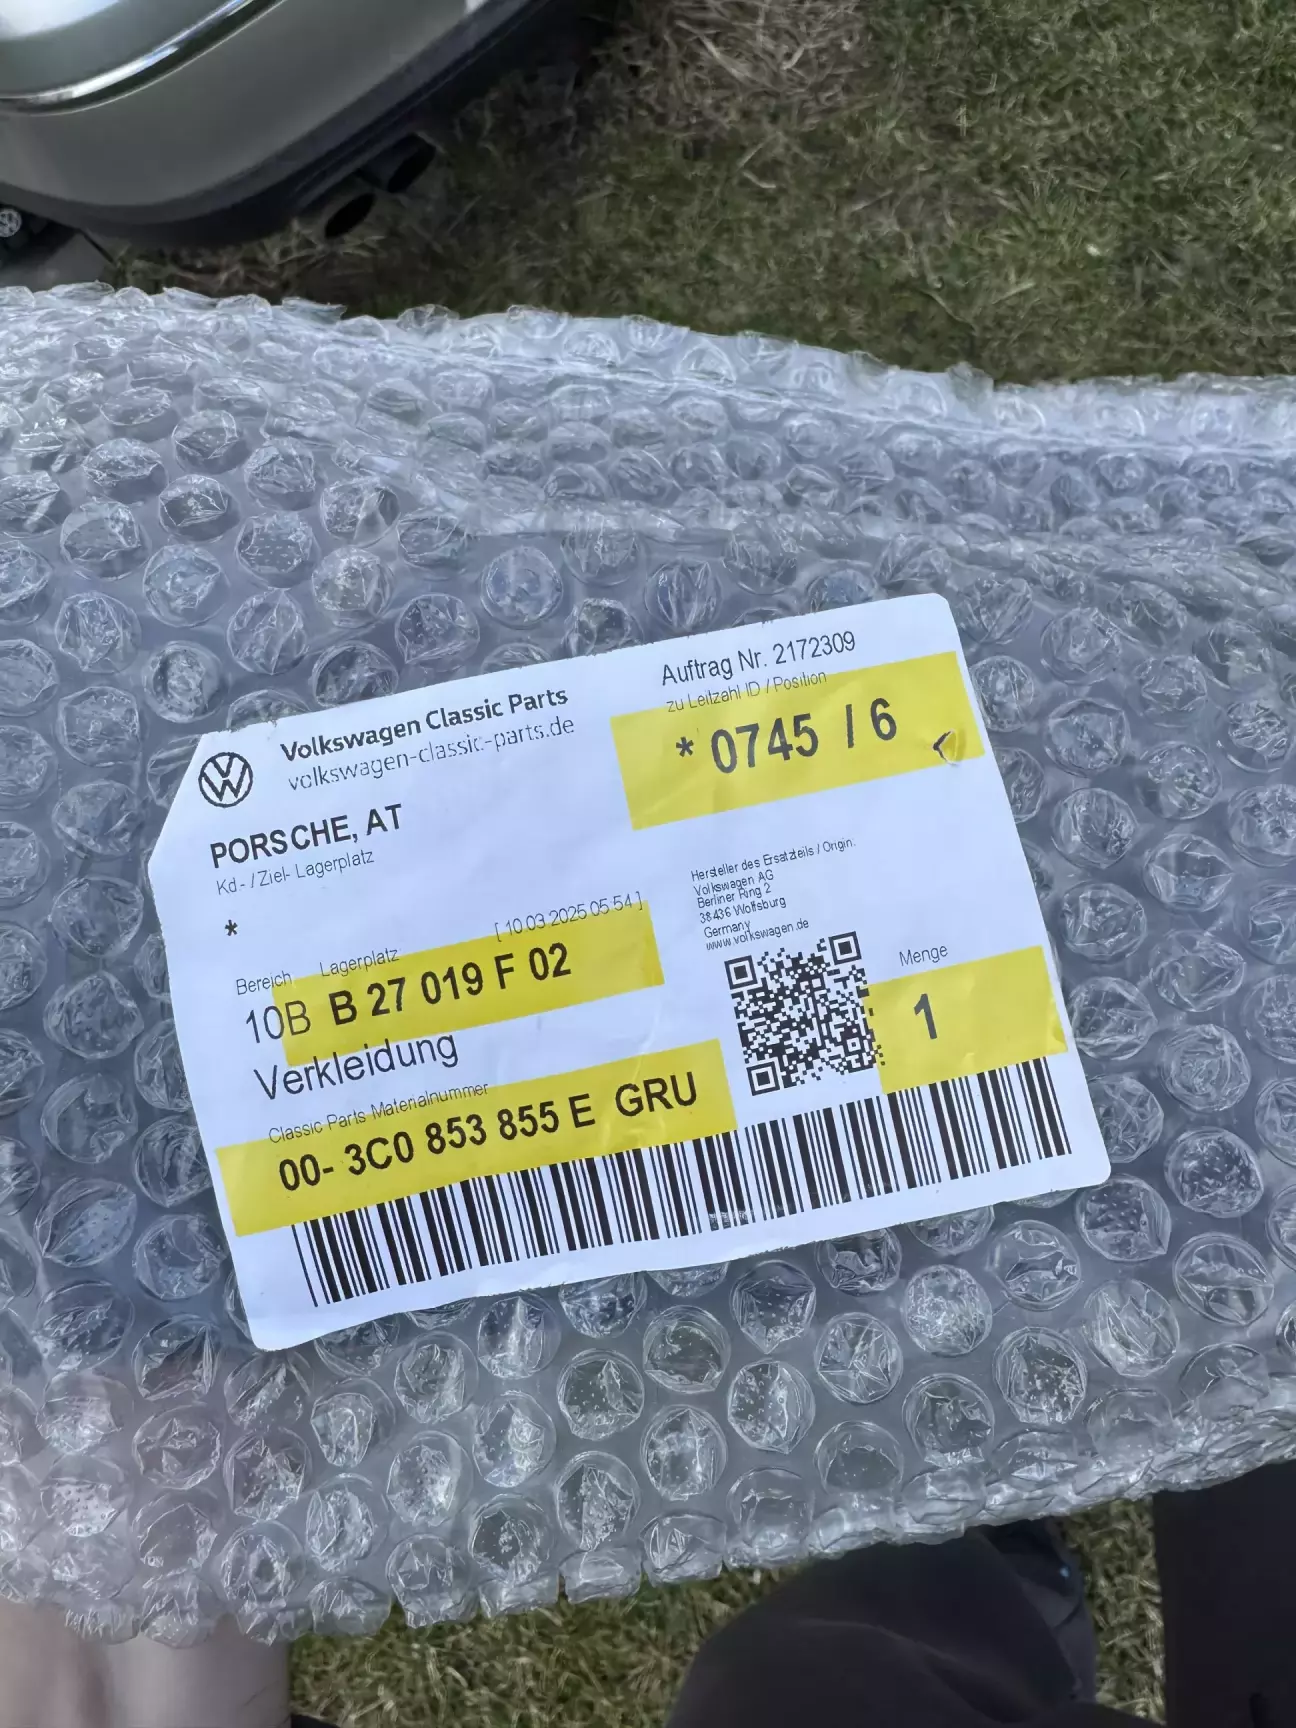 Volkswagen Classic Parts
volkswagen-classic-parts.de
Auftrag Nr. 2172309
zu Leitzahl ID / Position
* 0745 / 6
PORSCHE, AT
Kd- / Ziel- Lagerplatz
*
[ 10.03.2025 05:54 ]
Hersteller des Ersatzteils / Origin:
Volkswagen AG
Berliner Ring 2
38436 Wolfsburg
Germany
www.volkswagen.de
Bereich Lagerplatz
10B B 27 019 F 02
Menge
1
Verkleidung
Classic Parts Materialnummer
00- 3C0 853 855 E GRU